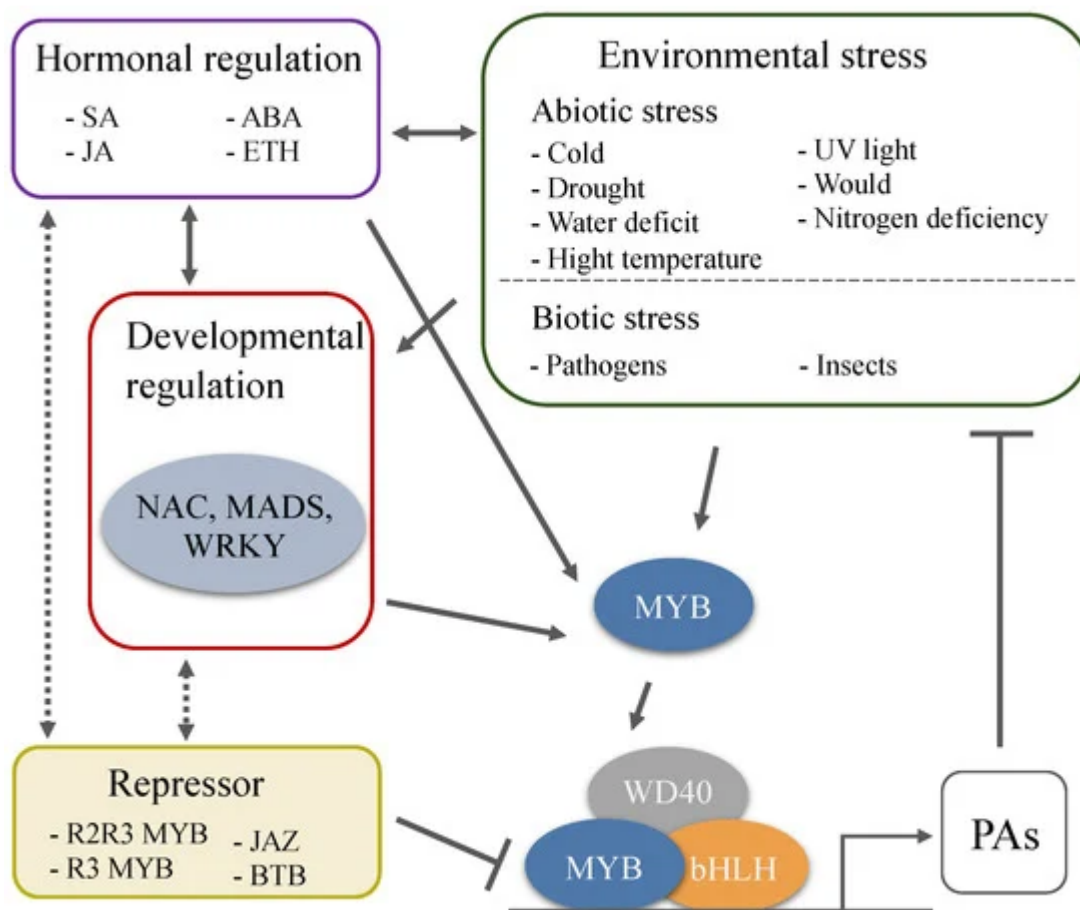 Hormonal regulation
- SA
- ABA
- JA
- ETH
Environmental stress
Abiotic stress
- Cold
- UV light
- Drought
- Would
- Water deficit
- Nitrogen deficiency
- Hight temperature
Biotic stress
- Pathogens
- Insects
Developmental
regulation
NAC, MADS,
WRKY
MYB
Repressor
- R2R3 MYB
- JAZ
- R3 MYB
- BTB
WD40
MYB
bHLH
PAs